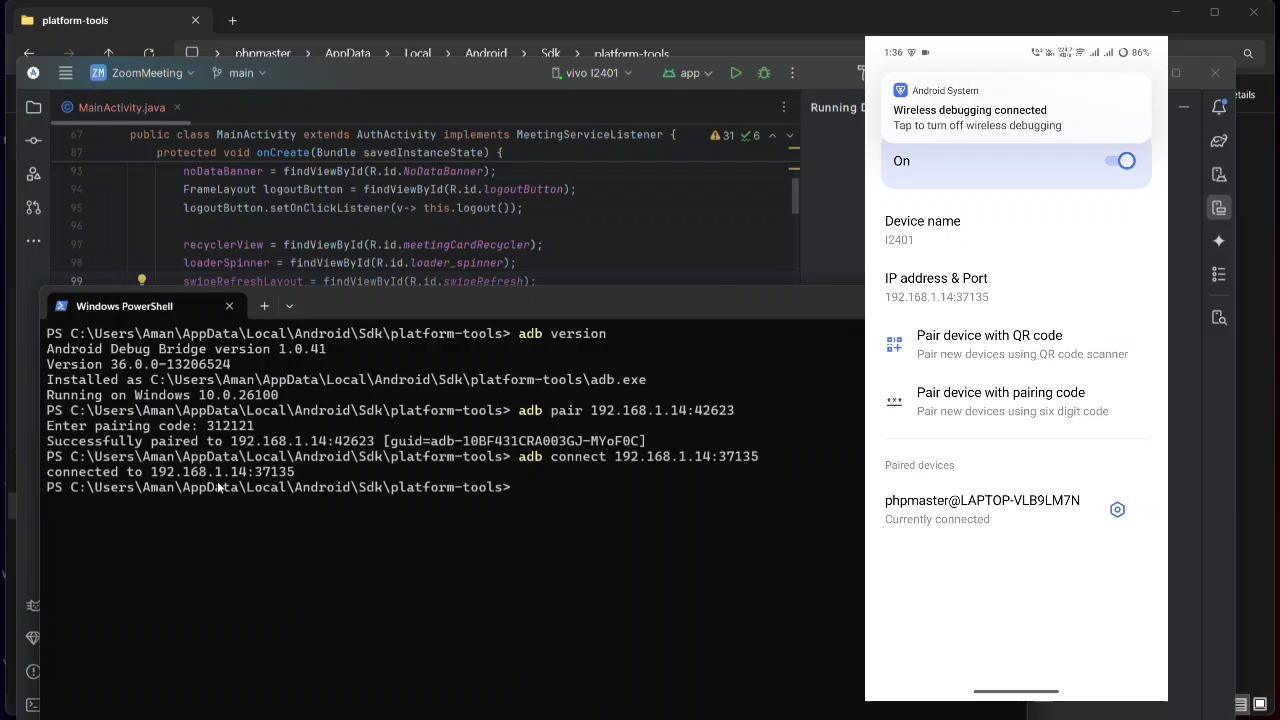 platform-tools
phpmaster
AppData
Local
Android
Sdk
platform-tools
ZM
ZoomMeeting
main
vivo I2401
app
MainActivity.java
Running D
etails
67 public class MainActivity extends AuthActivity implements MeetingServiceListener {
31
6
87 protected void onCreate(Bundle savedInstanceState) {
93 noDataBanner = findViewById(R.id.NoDataBanner);
94 FrameLayout logoutButton = findViewById(R.id.logoutButton);
95 logoutButton.setOnClickListener(v-> this.logout());
96
97 recyclerView = findViewById(R.id.meetingCardRecycler);
98 loaderSpinner = findViewById(R.id.loader_spinner);
99 swipeRefreshLayout = findViewById(R.id.swipeRefresh);
Windows PowerShell
PS C:\Users\Aman\AppData\Local\Android\Sdk\platform-tools> adb version
Android Debug Bridge version 1.0.41
Version 36.0.0-13206524
Installed as C:\Users\Aman\AppData\Local\Android\Sdk\platform-tools\adb.exe
Running on Windows 10.0.26100
PS C:\Users\Aman\AppData\Local\Android\Sdk\platform-tools> adb pair 192.168.1.14:42623
Enter pairing code: 312121
Successfully paired to 192.168.1.14:42623 [guid=adb-10BF431CRA003GJ-MYoF0C]
PS C:\Users\Aman\AppData\Local\Android\Sdk\platform-tools> adb connect 192.168.1.14:37135
connected to 192.168.1.14:37135
PS C:\Users\Aman\AppData\Local\Android\Sdk\platform-tools>
1:36
86%
Android System
Wireless debugging connected
Tap to turn off wireless debugging
On
Device name
I2401
IP address & Port
192.168.1.14:37135
Pair device with QR code
Pair new devices using QR code scanner
Pair device with pairing code
Pair new devices using six digit code
Paired devices
phpmaster@LAPTOP-VLB9LM7N
Currently connected